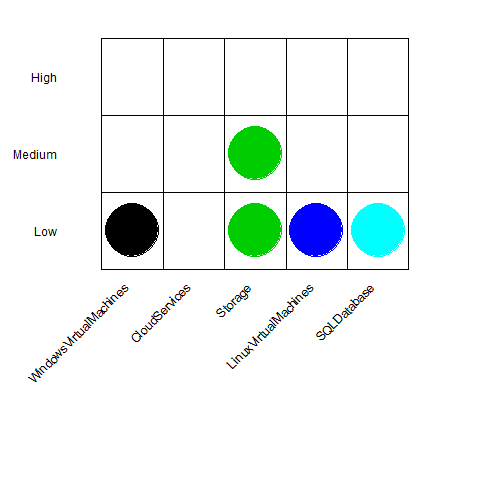 High
Medium
Low
WindowsVirtualMachines
CloudServices
Storage
LinuxVirtualMachines
SQLDatabase